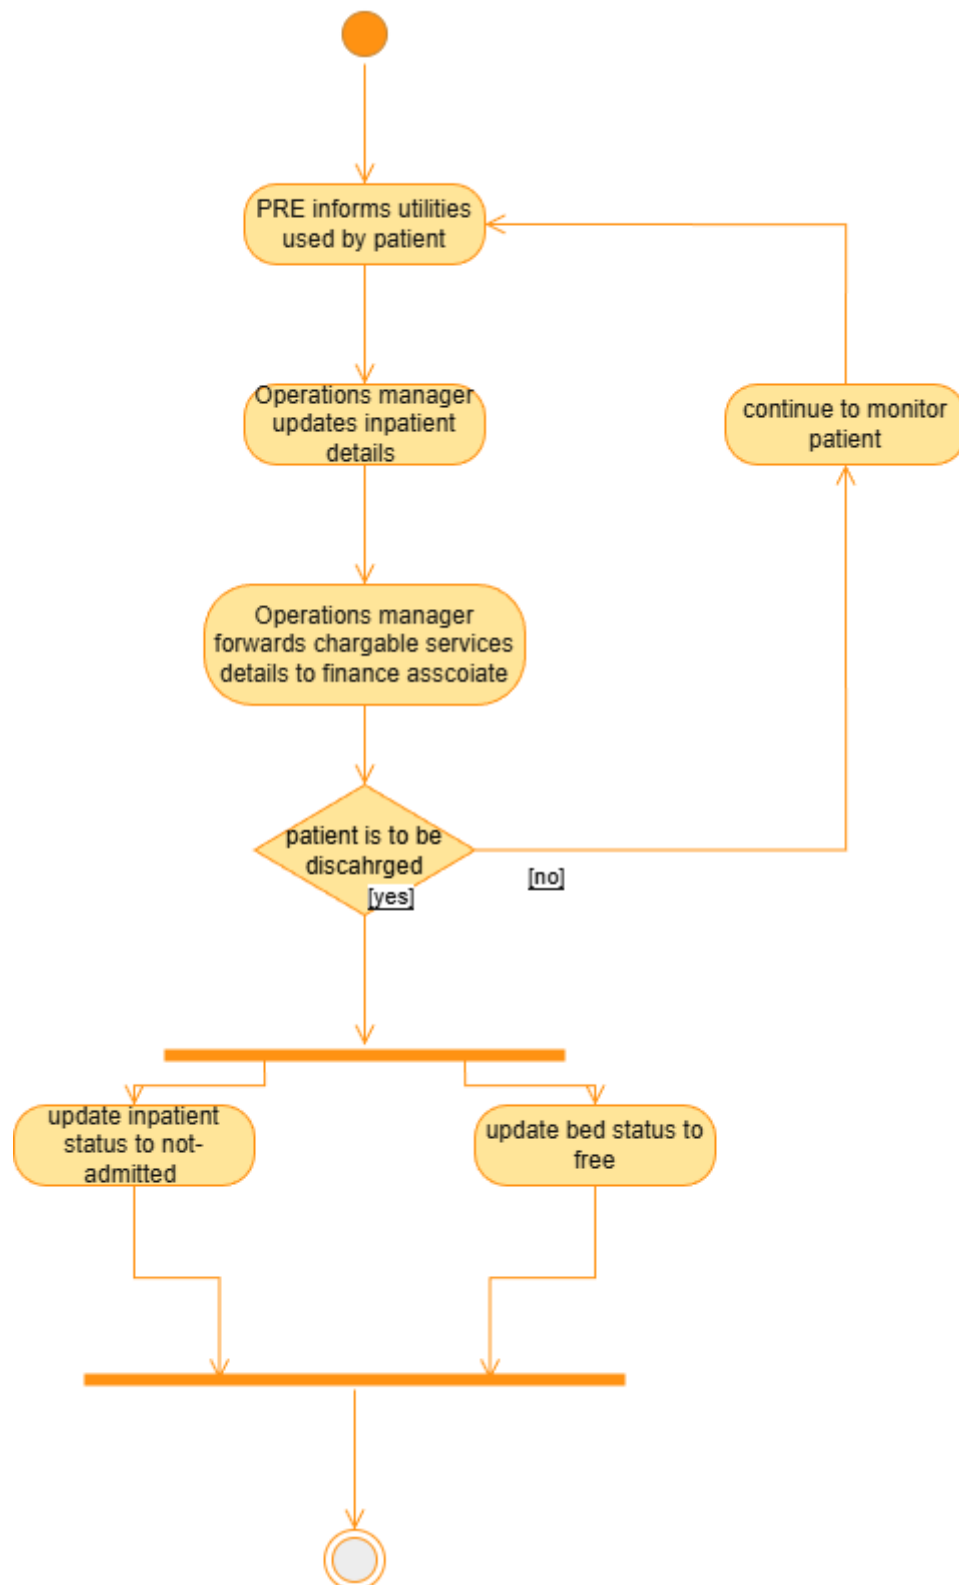 PRE informs utilities
used by patient
Operations manager
updates inpatient
details
continue to monitor
patient
Operations manager
forwards chargable services
details to finance asscoiate
patient is to be
discahrged
[no]
[yes]
update inpatient
status to not-
admitted
update bed status to
free